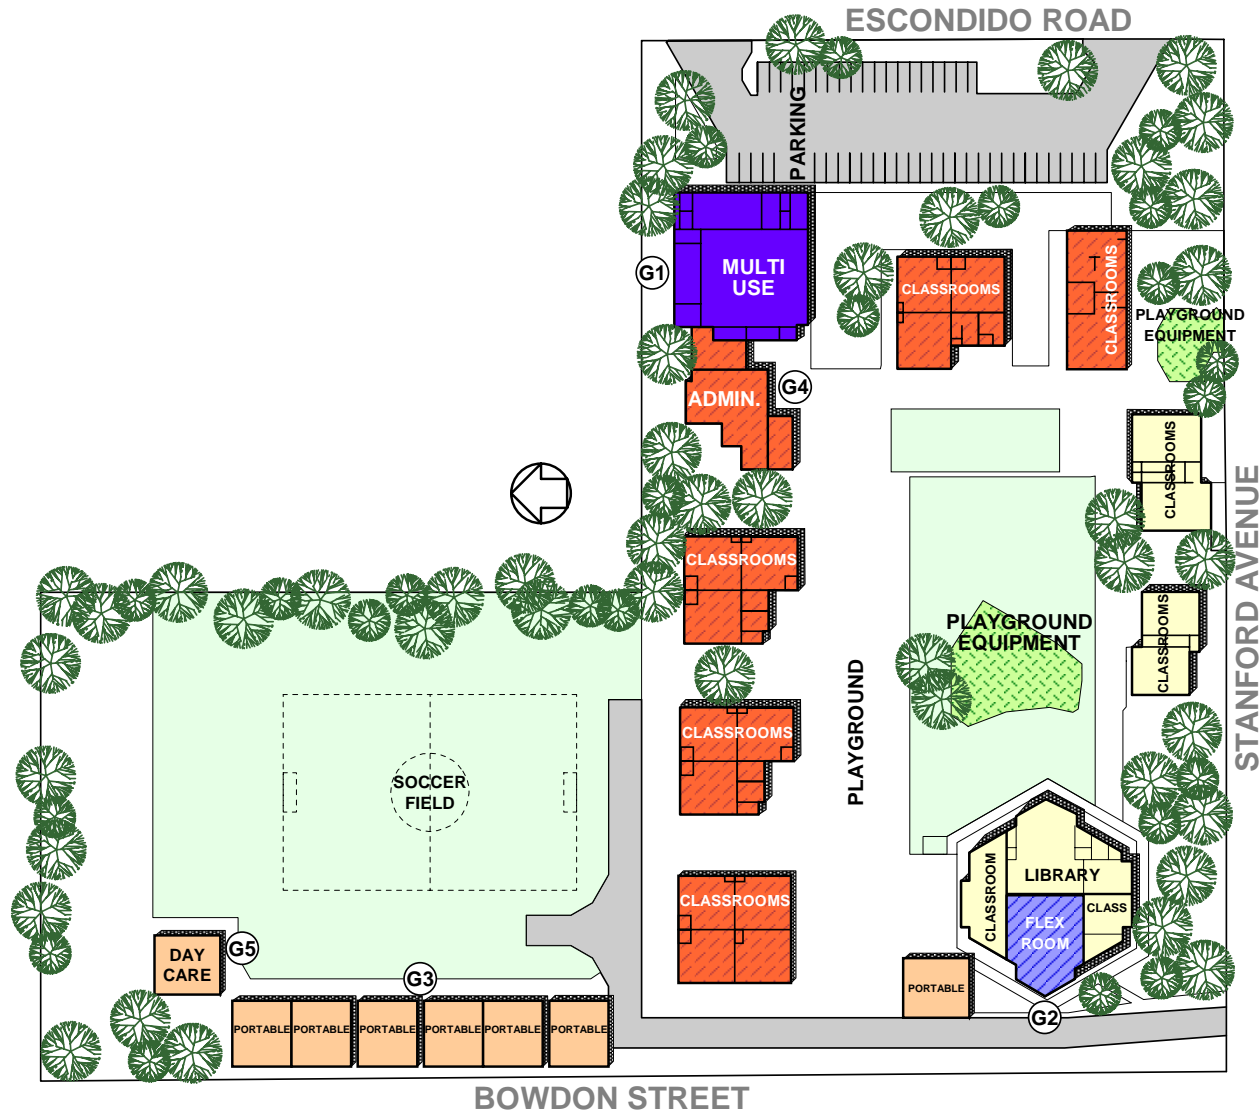 ESCONDIDO ROAD
PARKING
MULTI
USE
G1
CLASSROOMS
CLASSROOMS
PLAYGROUND
EQUIPMENT
ADMIN.
G4
CLASSROOMS
STANFORD AVENUE
CLASSROOMS
CLASSROOMS
PLAYGROUND
EQUIPMENT
PLAYGROUND
CLASSROOMS
SOCCER
FIELD
CLASSROOMS
CLASSROOM
LIBRARY
CLASS
FLEX
ROOM
DAY
CARE
G5
G3
PORTABLE
G2
PORTABLE
PORTABLE
PORTABLE
PORTABLE
PORTABLE
PORTABLE
BOWDON STREET